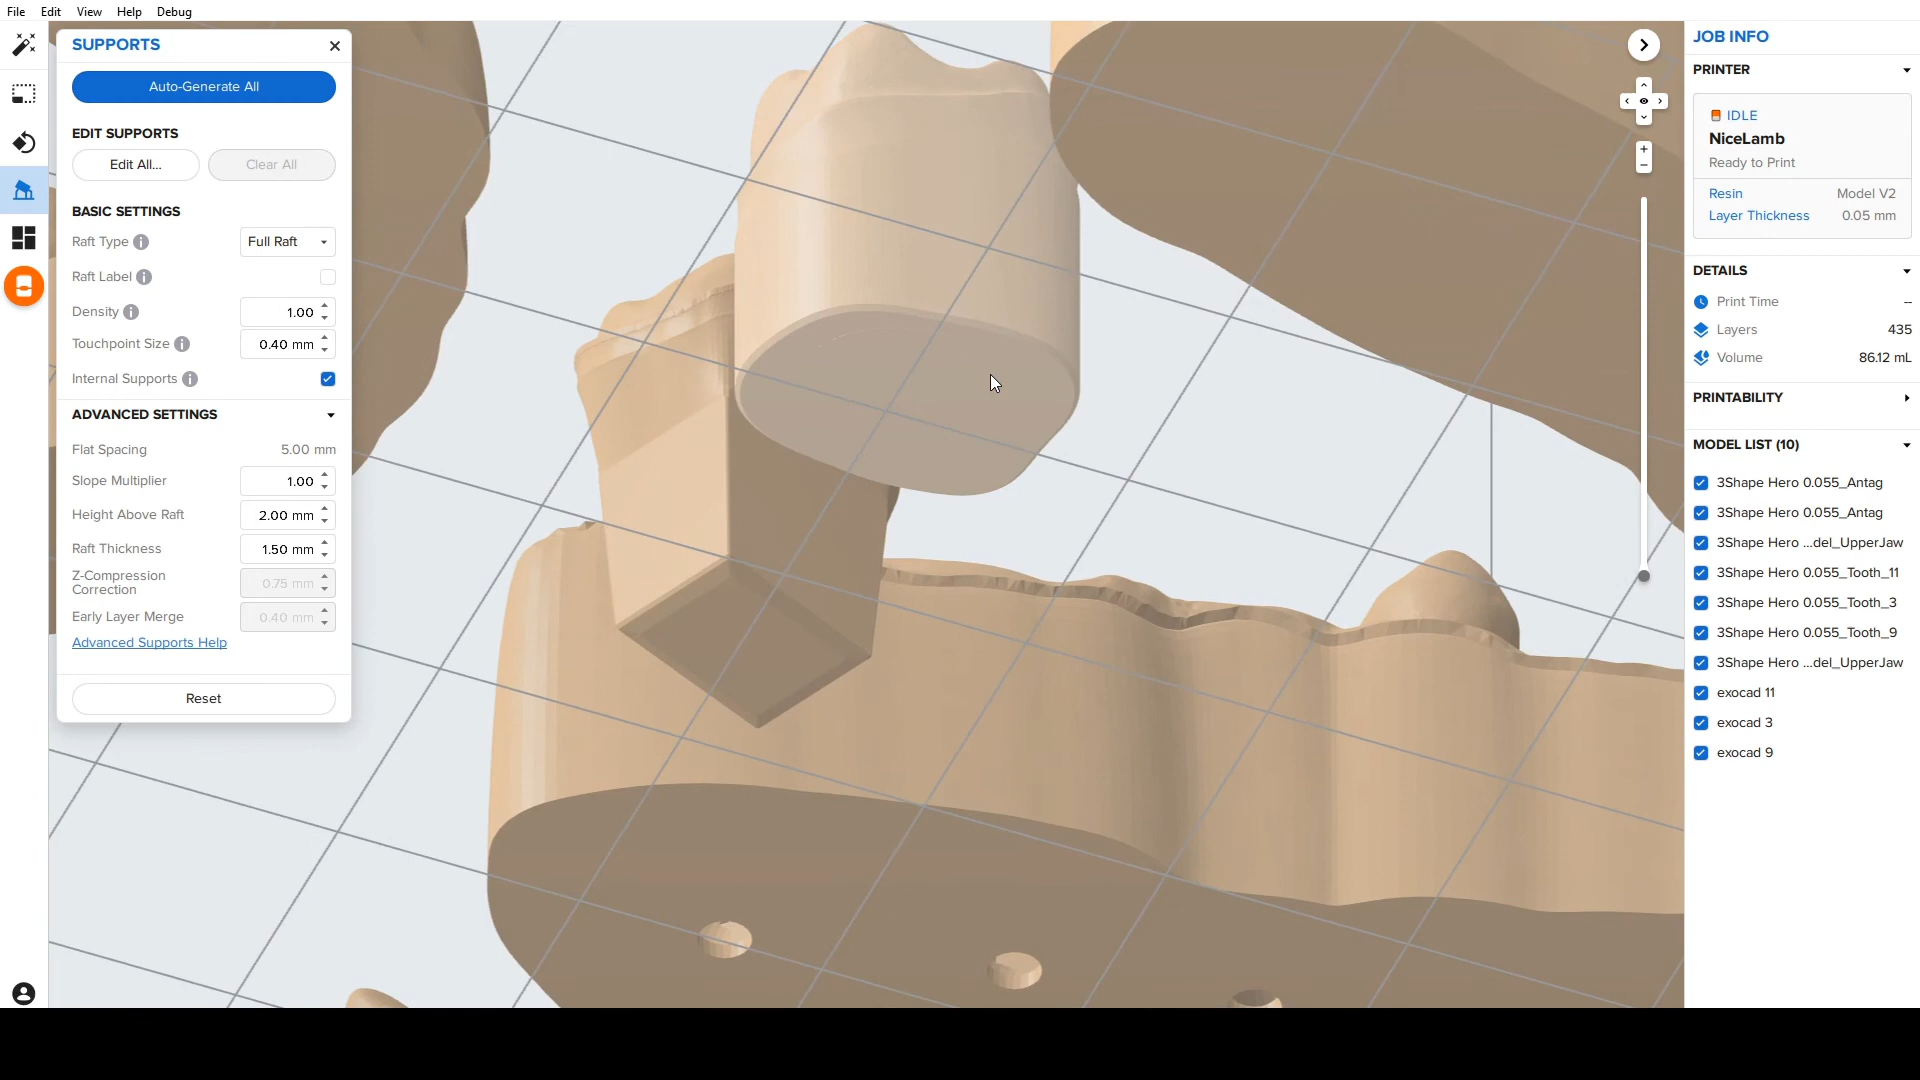 File Edit View Help Debug
SUPPORTS
Auto-Generate All
EDIT SUPPORTS
Edit All... Clear All
BASIC SETTINGS
Raft Type Full Raft
Raft Label
Density 1.00
Touchpoint Size 0.40 mm
Internal Supports
ADVANCED SETTINGS
Flat Spacing 5.00 mm
Slope Multiplier 1.00
Height Above Raft 2.00 mm
Raft Thickness 1.50 mm
Z-Compression
Correction 0.75 mm
Early Layer Merge 0.40 mm
Advanced Supports Help
Reset
JOB INFO
PRINTER
IDLE
NiceLamb
Ready to Print
Resin Model V2
Layer Thickness 0.05 mm
DETAILS
Print Time --
Layers 435
Volume 86.12 mL
PRINTABILITY
MODEL LIST (10)
3Shape Hero 0.055_Antag
3Shape Hero 0.055_Antag
3Shape Hero ...del_UpperJaw
3Shape Hero 0.055_Tooth_11
3Shape Hero 0.055_Tooth_3
3Shape Hero 0.055_Tooth_9
3Shape Hero ...del_UpperJaw
exocad 11
exocad 3
exocad 9